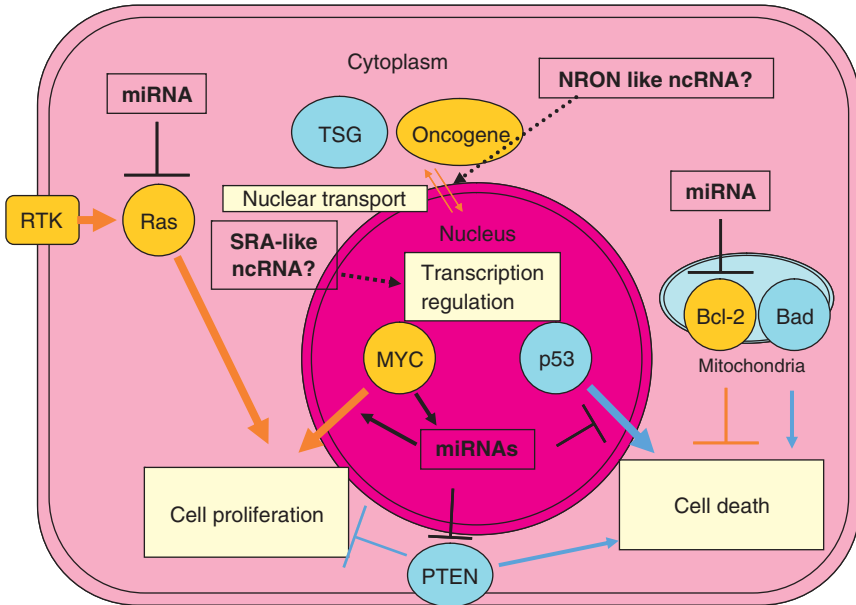 Cytoplasm
NRON like ncRNA?
miRNA
TSG
Oncogene
miRNA
Nuclear transport
RTK
Ras
Nucleus
SRA-like
ncRNA?
Transcription
regulation
Bcl-2
Bad
MYC
p53
Mitochondria
miRNAs
Cell proliferation
Cell death
PTEN